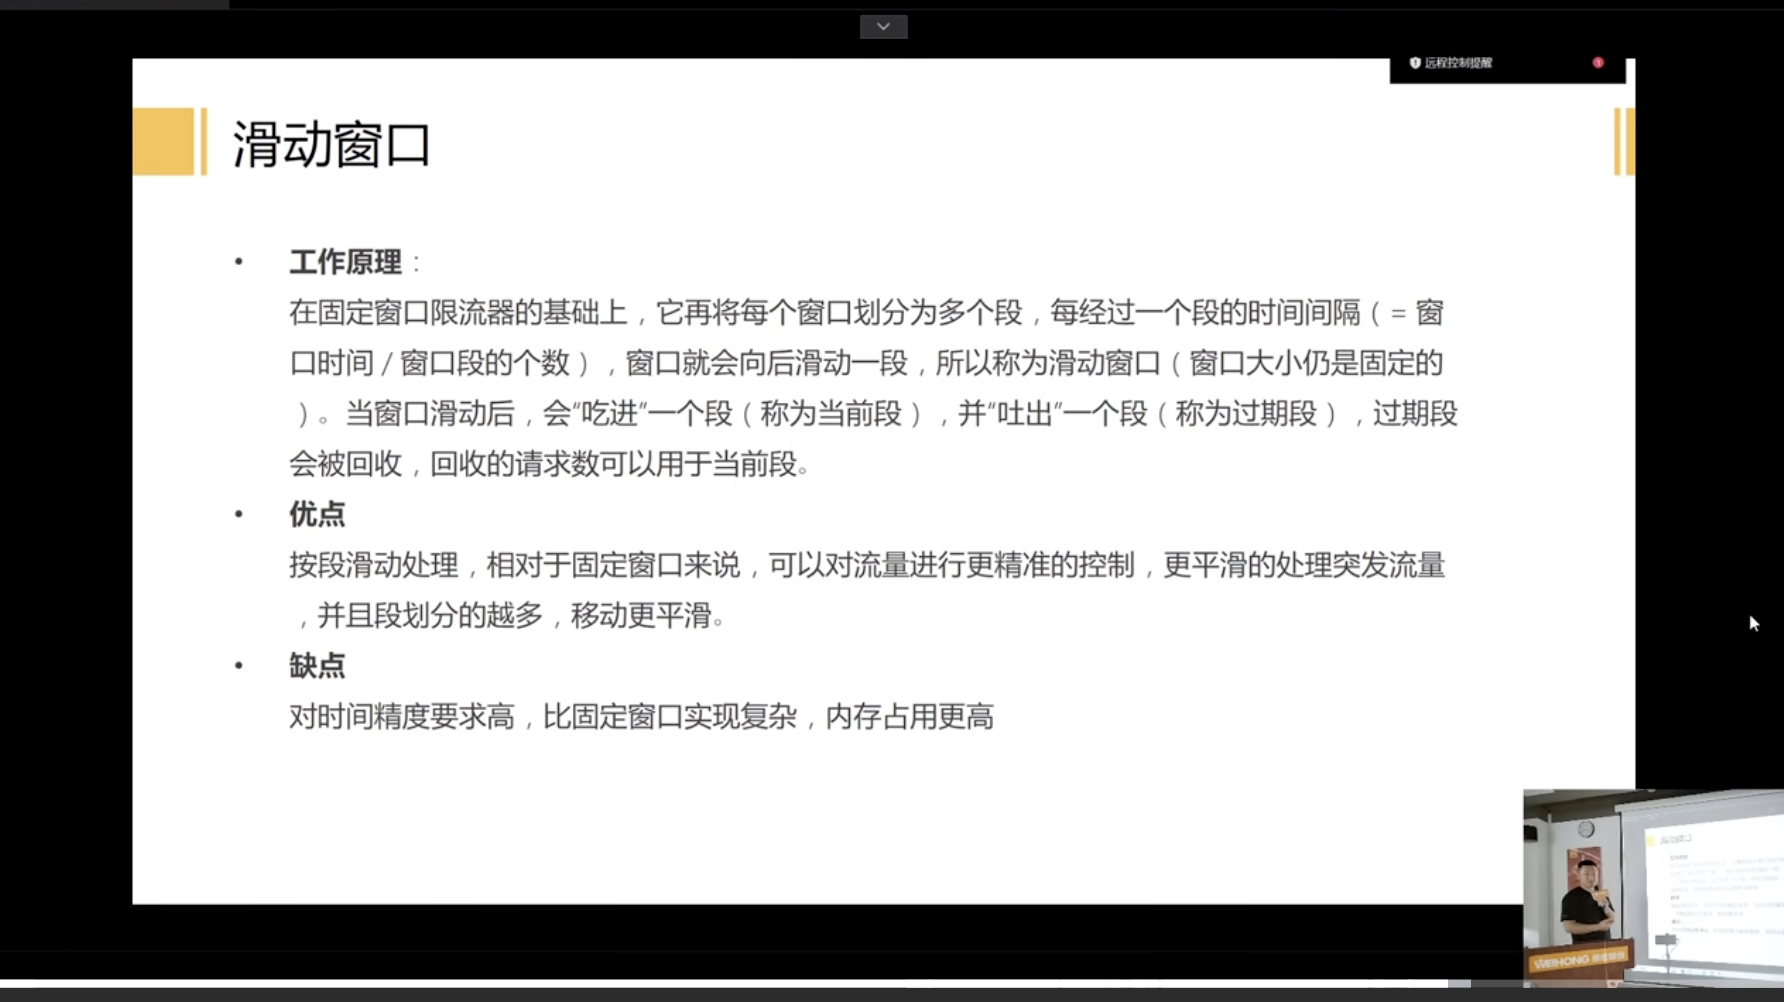 远程控制提醒
滑动窗口
• 工作原理：
在固定窗口限流器的基础上，它再将每个窗口划分为多个段，每经过一个段的时间间隔（ = 窗
口时间 / 窗口段的个数 ），窗口就会向后滑动一段，所以称为滑动窗口（ 窗口大小仍是固定的
）。当窗口滑动后，会“吃进”一个段（ 称为当前段 ），并“吐出”一个段（ 称为过期段 ），过期段
会被回收，回收的请求数可以用于当前段。
• 优点
按段滑动处理，相对于固定窗口来说，可以对流量进行更精准的控制，更平滑的处理突发流量
，并且段划分的越多，移动更平滑。
• 缺点
对时间精度要求高，比固定窗口实现复杂，内存占用更高
WEIHONG